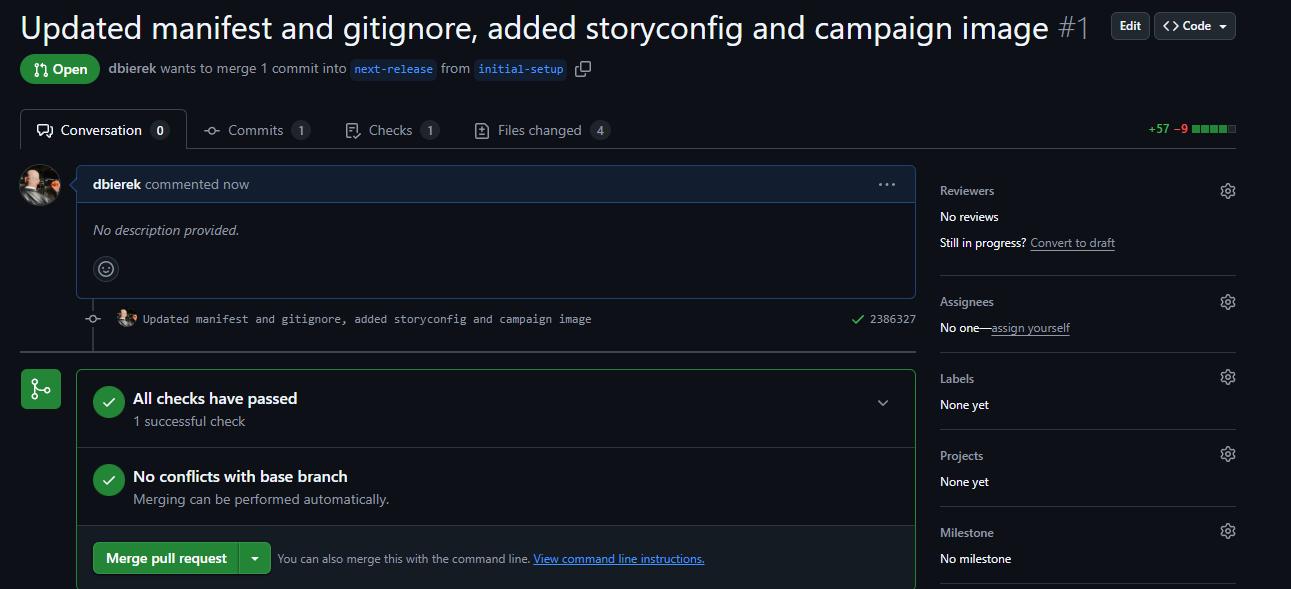 Updated manifest and gitignore, added storyconfig and campaign image #1
Edit
Code
Open
dbierek wants to merge 1 commit into next-release from initial-setup
Conversation 0
Commits 1
Checks 1
Files changed 4
+57 −9
dbierek commented now
No description provided.
Updated manifest and gitignore, added storyconfig and campaign image
2386327
All checks have passed
1 successful check
No conflicts with base branch
Merging can be performed automatically.
Merge pull request
You can also merge this with the command line. View command line instructions.
Reviewers
No reviews
Still in progress? Convert to draft
Assignees
No one—assign yourself
Labels
None yet
Projects
None yet
Milestone
No milestone